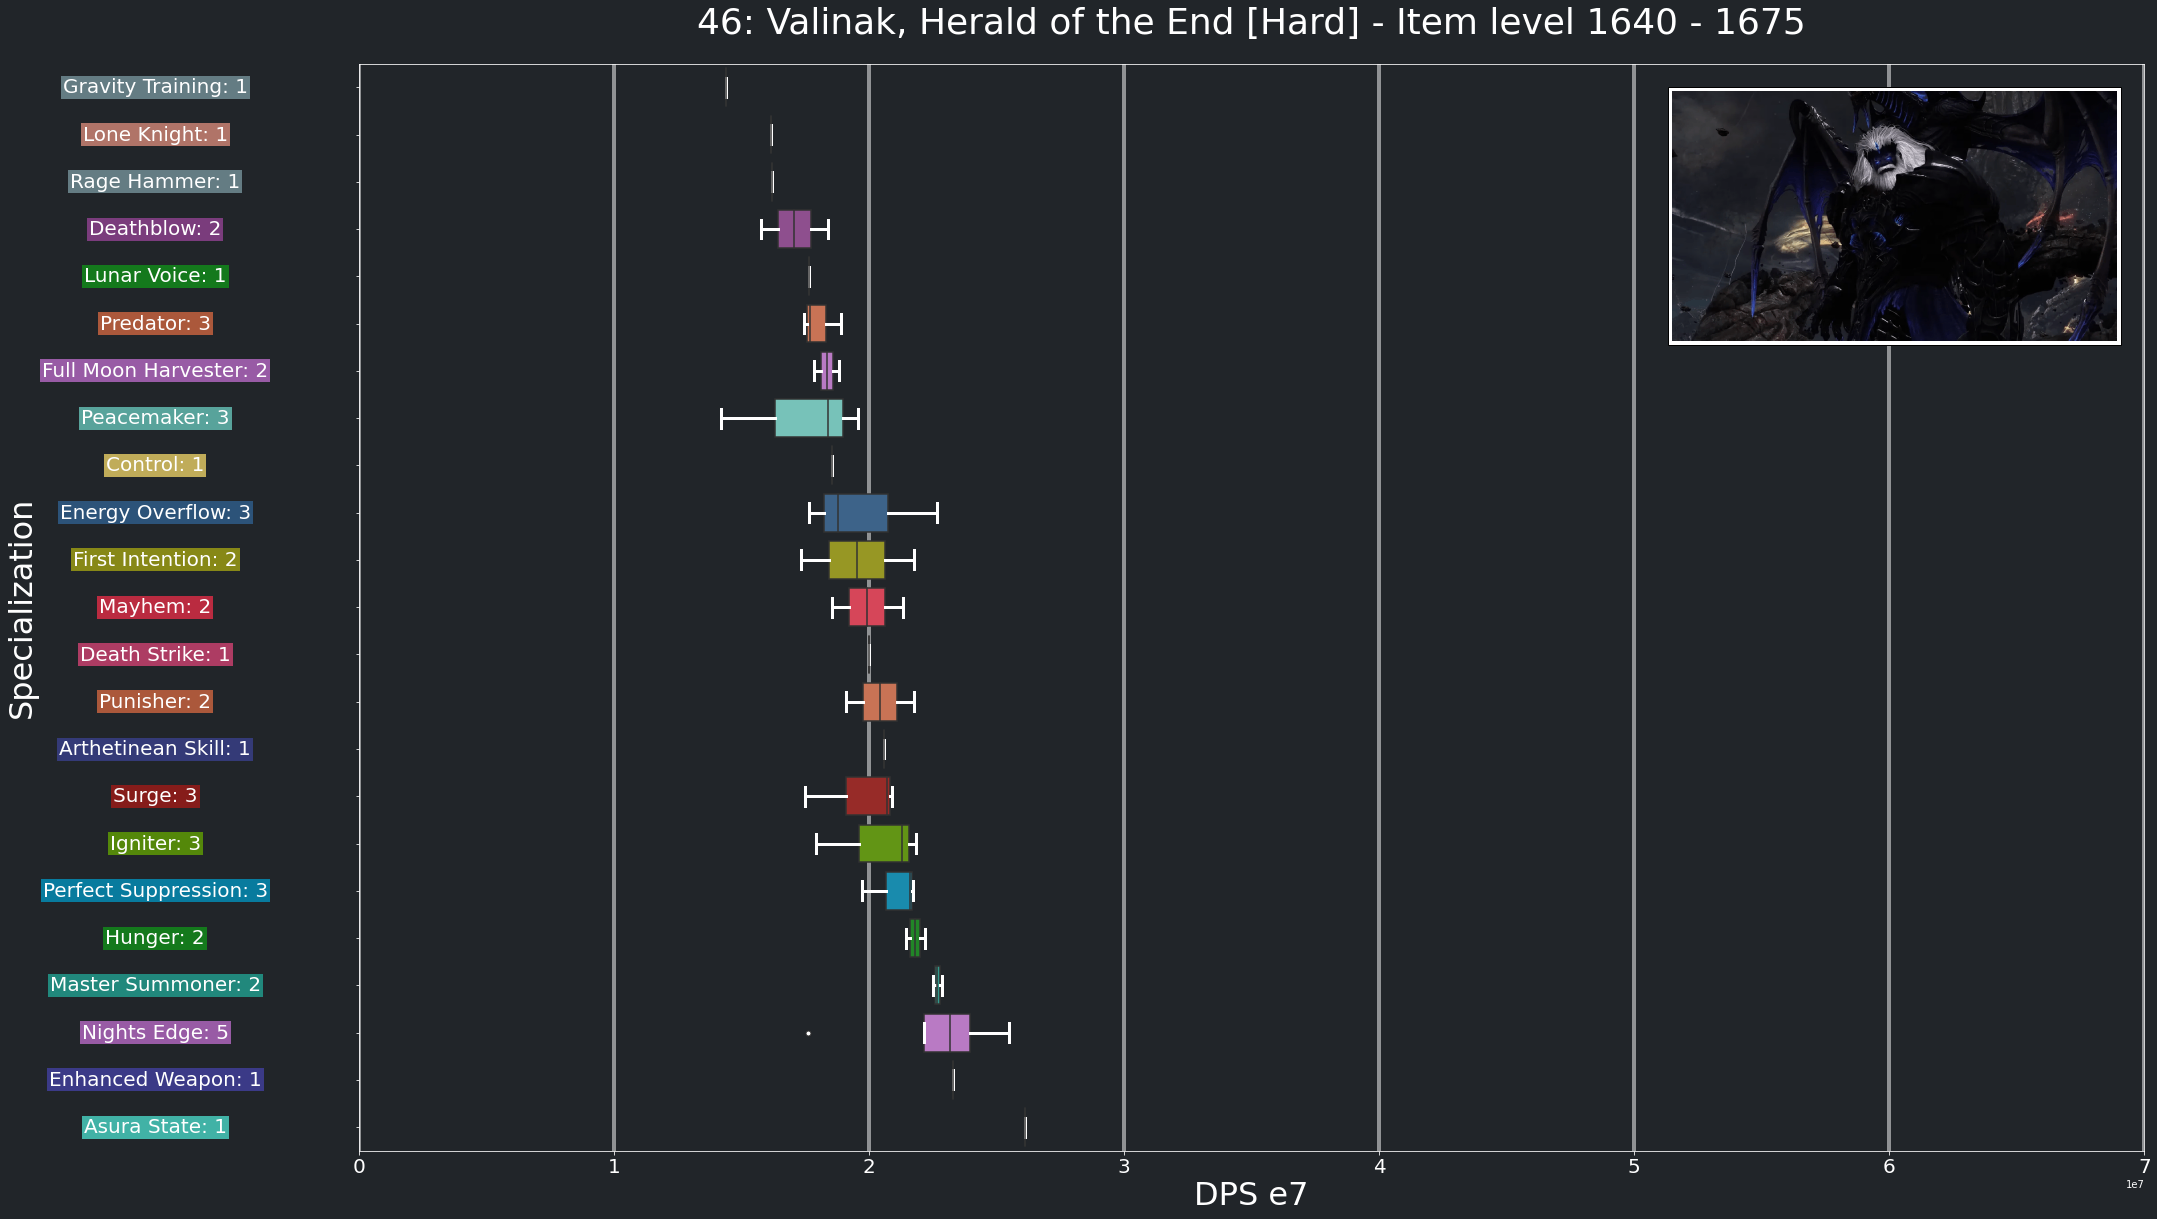 46: Valinak, Herald of the End [Hard] - Item level 1640 - 1675
Specialization
Gravity Training: 1
Lone Knight: 1
Rage Hammer: 1
Deathblow: 2
Lunar Voice: 1
Predator: 3
Full Moon Harvester: 2
Peacemaker: 3
Control: 1
Energy Overflow: 3
First Intention: 2
Mayhem: 2
Death Strike: 1
Punisher: 2
Arthetinean Skill: 1
Surge: 3
Igniter: 3
Perfect Suppression: 3
Hunger: 2
Master Summoner: 2
Nights Edge: 5
Enhanced Weapon: 1
Asura State: 1
0 1 2 3 4 5 6 7
1e7
DPS e7